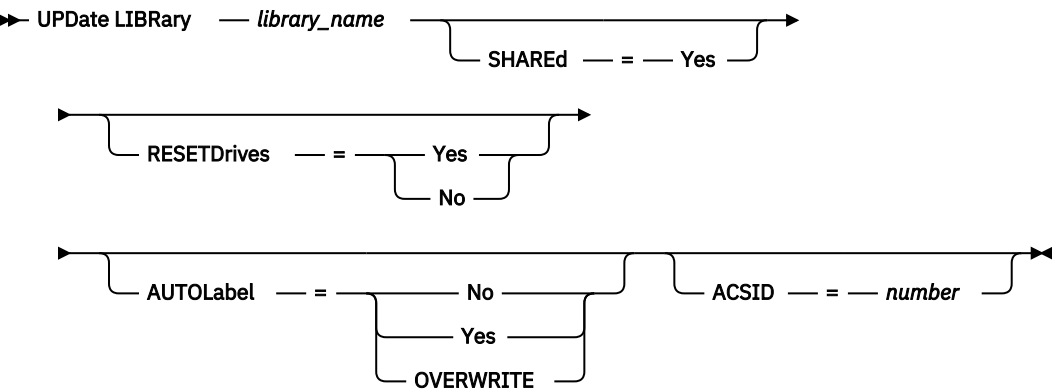 UPDate LIBRary library_name
SHAREd = Yes
RESETDrives = Yes
No
AUTOLabel = No ACSID = number
Yes
OVERWRITE